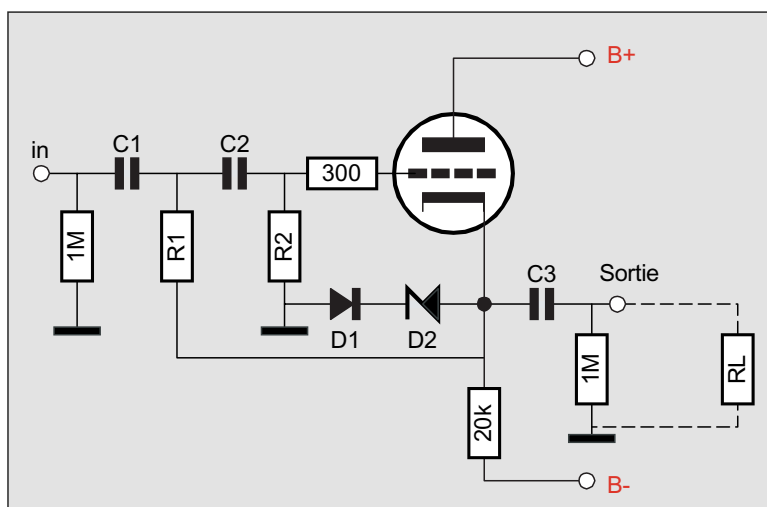 B+
C1
C2
in
300
1M
R1
R2
C3
Sortie
D1
D2
1M
RL
20k
B-